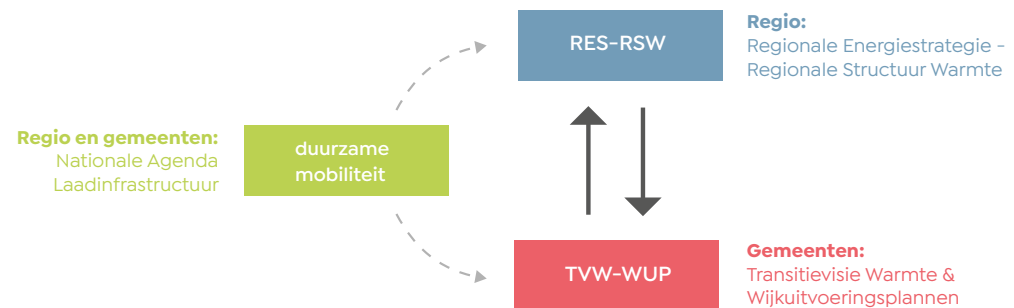 RES-RSW
Regio:
Regionale Energiestrategie -
Regionale Structuur Warmte
Regio en gemeenten:
Nationale Agenda
Laadinfrastructuur
duurzame
mobiliteit
TVW-WUP
Gemeenten:
Transitievisie Warmte &
Wijkuitvoeringsplannen